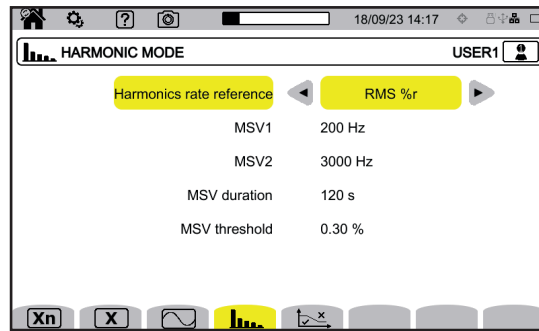 ? 18/09/23 14:17
HARMONIC MODE USER1
Harmonics rate reference RMS %r
MSV1 200 Hz
MSV2 3000 Hz
MSV duration 120 s
MSV threshold 0.30 %
Xn X x